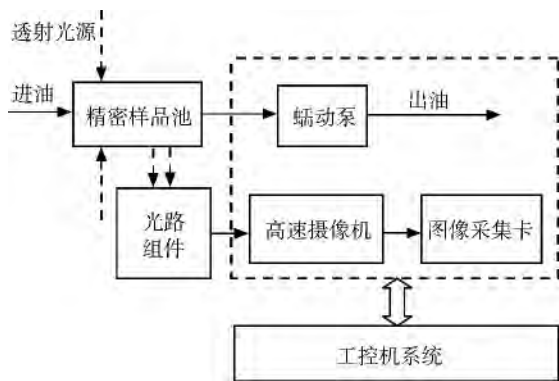 透射光源
进油
精密样品池
蠕动泵
出油
光路
组件
高速摄像机
图像采集卡
工控机系统